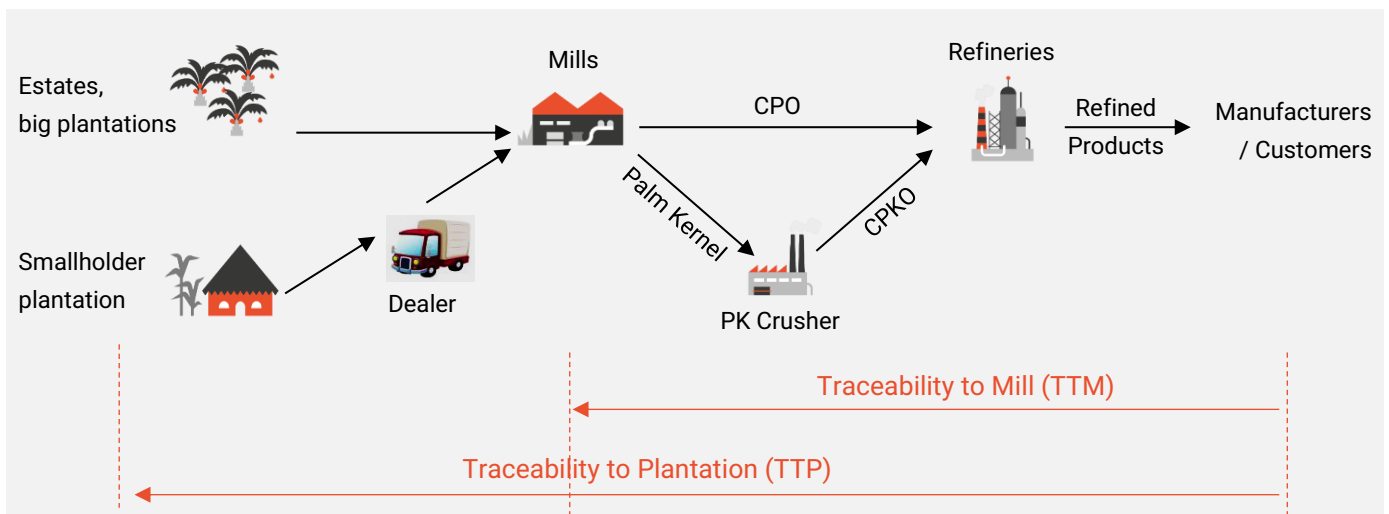 Estates,
big plantations
Mills
Refineries
CPO
Refined
Products
Manufacturers
/ Customers
Palm Kernel
CPKO
Smallholder
plantation
Dealer
PK Crusher
Traceability to Mill (TTM)
Traceability to Plantation (TTP)